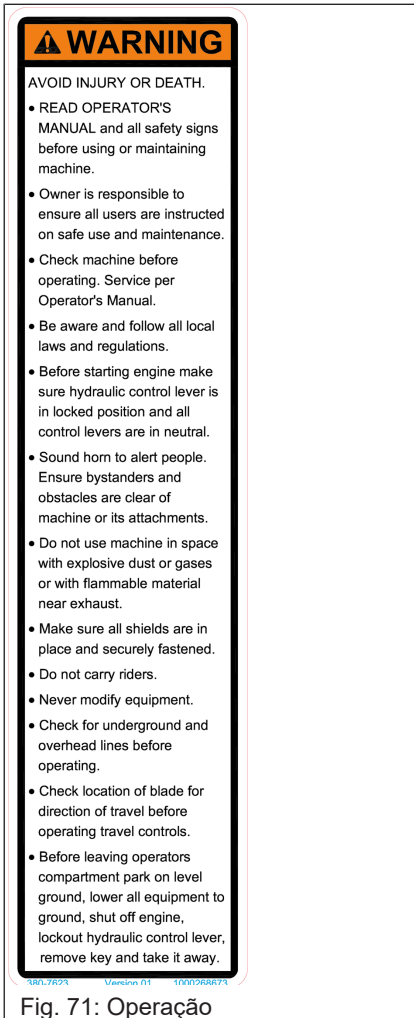 WARNING
AVOID INJURY OR DEATH.
• READ OPERATOR'S
MANUAL and all safety signs
before using or maintaining
machine.
• Owner is responsible to
ensure all users are instructed
on safe use and maintenance.
• Check machine before
operating. Service per
Operator's Manual.
• Be aware and follow all local
laws and regulations.
• Before starting engine make
sure hydraulic control lever is
in locked position and all
control levers are in neutral.
• Sound horn to alert people.
Ensure bystanders and
obstacles are clear of
machine or its attachments.
• Do not use machine in space
with explosive dust or gases
or with flammable material
near exhaust.
• Make sure all shields are in
place and securely fastened.
• Do not carry riders.
• Never modify equipment.
• Check for underground and
overhead lines before
operating.
• Check location of blade for
direction of travel before
operating travel controls.
• Before leaving operators
compartment park on level
ground, lower all equipment to
ground, shut off engine,
lockout hydraulic control lever,
remove key and take it away.
380-7623 Version 01 1000268673
Fig. 71: Operação